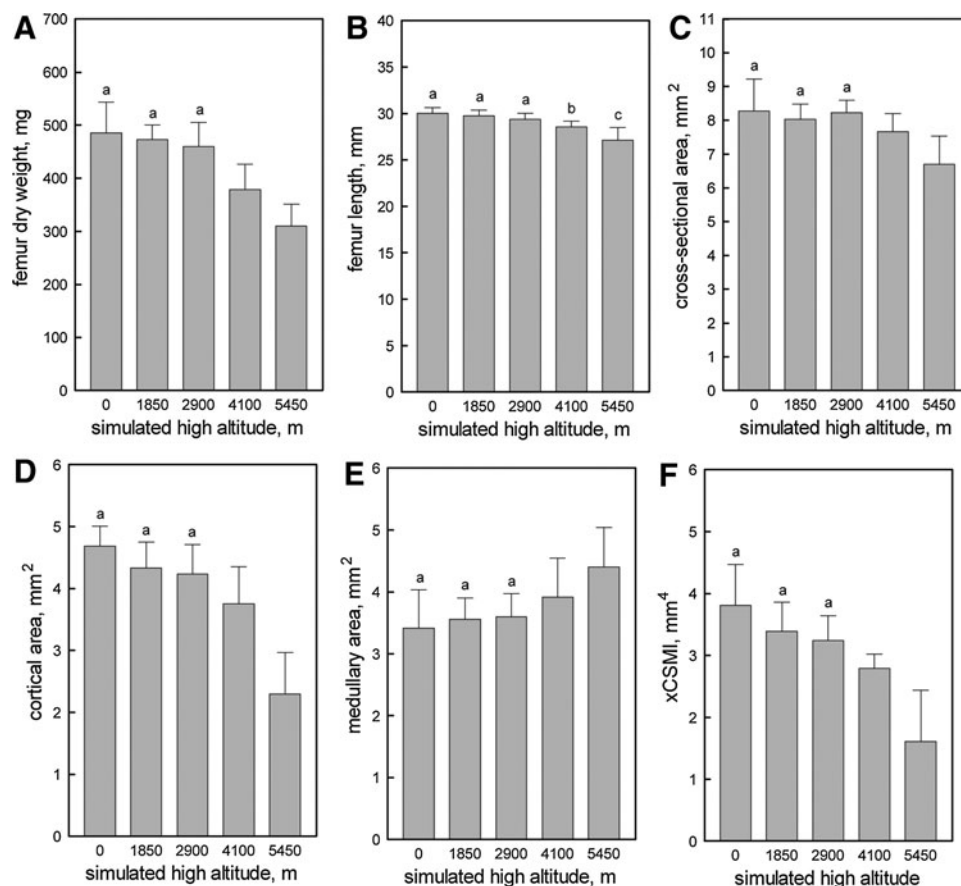 A
700
600
500
400
300
200
100
0
a a a
femur dry weight, mg
0 1850 2900 4100 5450
simulated high altitude, m
B
40
35
30
25
20
15
10
5
0
a a a b c
femur length, mm
0 1850 2900 4100 5450
simulated high altitude, m
C
11
10
9
8
7
6
5
4
3
2
1
0
a a a
cross-sectional area, mm²
0 1850 2900 4100 5450
simulated high altitude, m
D
6
5
4
3
2
1
0
a a a
cortical area, mm²
0 1850 2900 4100 5450
simulated high altitude, m
E
6
5
4
3
2
1
0
a a a
medullary area, mm²
0 1850 2900 4100 5450
simulated high altitude, m
F
6
5
4
3
2
1
0
a a a
xCSMI, mm⁴
0 1850 2900 4100 5450
simulated high altitude